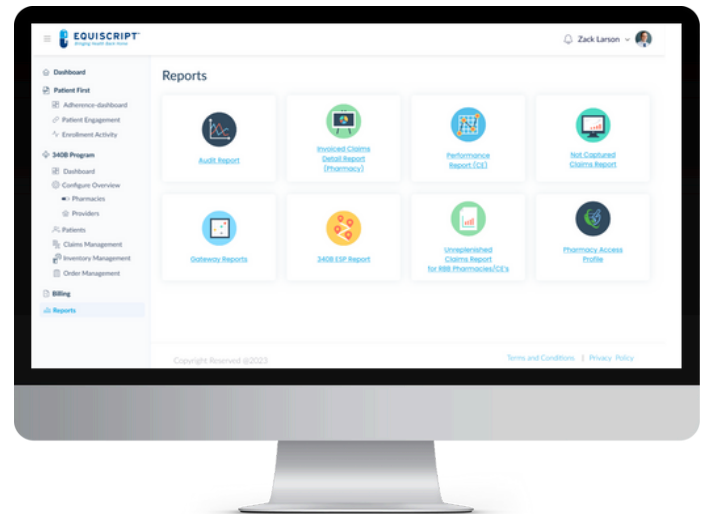 EQUISCRIPT
Bringing Health Care Home
Zack Larson
Dashboard
Patient First
Adherence-dashboard
Patient Engagement
Enrollment Activity
340B Program
Dashboard
Configure Overview
Pharmacies
Providers
Patients
Claims Management
Inventory Management
Order Management
Billing
Reports
Reports
Audit Report
Invoiced Claims
Detail Report
(Pharmacy)
Performance
Report (CE)
Not Captured
Claims Report
Gateway Reports
340B ESP Report
Unreplenished
Claims Report
for RBB Pharmacies/CE's
Pharmacy Access
Profile
Copyright Reserved @2023
Terms and Conditions | Privacy Policy